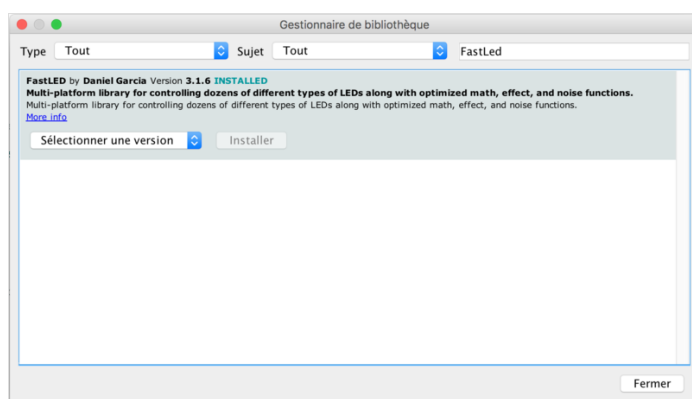 Gestionnaire de bibliothèque
Type Tout Sujet Tout FastLed
FastLED by Daniel Garcia Version 3.1.6 INSTALLED
Multi-platform library for controlling dozens of different types of LEDs along with optimized math, effect, and noise functions.
Multi-platform library for controlling dozens of different types of LEDs along with optimized math, effect, and noise functions.
More info
Sélectionner une version Installer
Fermer